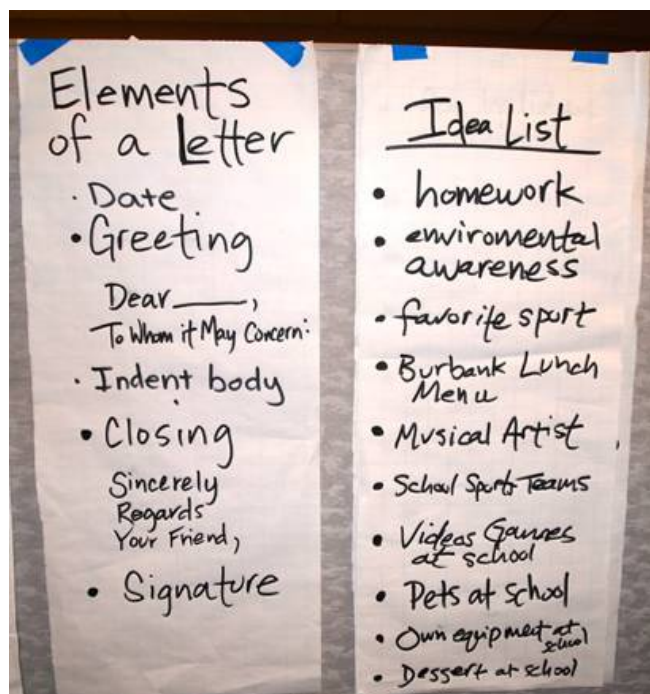 Elements
of a Letter
· Date
• Greeting
Dear ______,
To Whom it May Concern:
· Indent body
• Closing
Sincerely
Regards
Your Friend,
• Signature
Idea List
• homework
• enviromental
awareness
• favorite sport
• Burbank Lunch
Menu
• Musical Artist
• School Sports Teams
• Videos Games
at school
• Pets at school
• Own equipment at
school
• Dessert at school